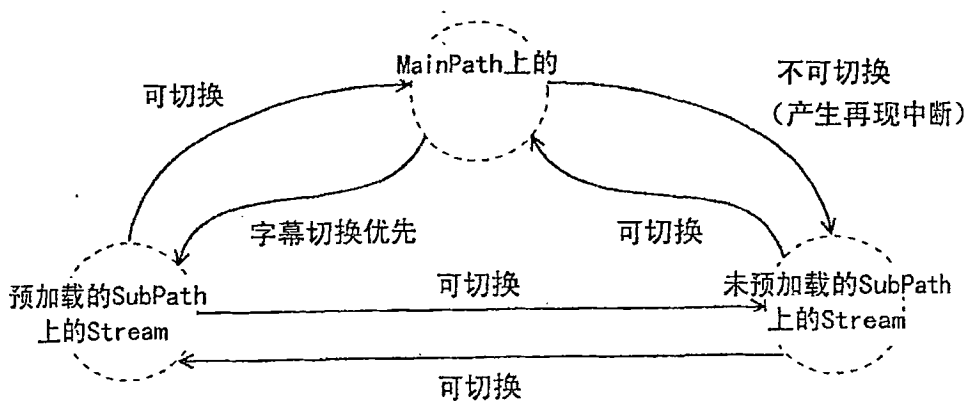 MainPath上的
可切换
不可切换
(产生再现中断)
字幕切换优先
可切换
预加载的SubPath
上的Stream
可切换
未预加载的SubPath
上的Stream
可切换